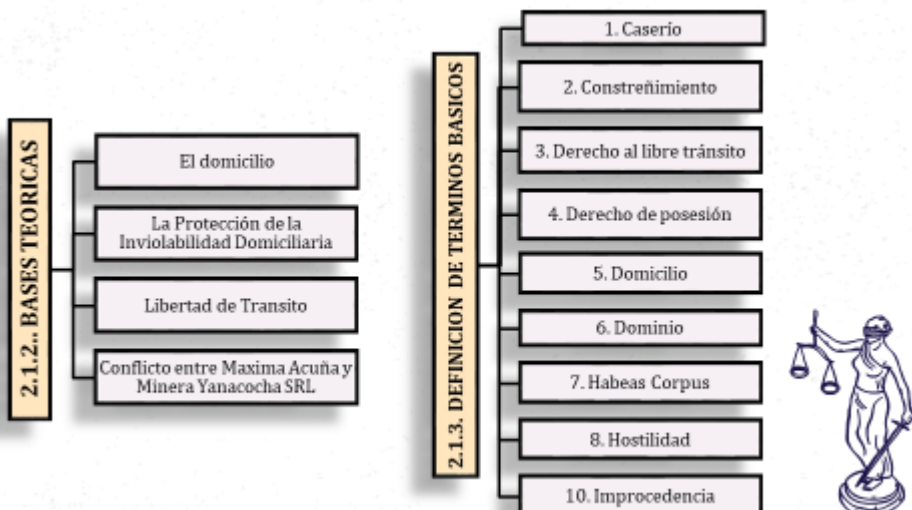 2.1.2.. BASES TEORICAS
El domicilio
La Protección de la
Inviolabilidad Domiciliaria
Libertad de Transito
Conflicto entre Maxima Acuña y
Minera Yanacocha SRL
2.1.3. DEFINICION DE TERMINOS BASICOS
1. Caserío
2. Constreñimiento
3. Derecho al libre tránsito
4. Derecho de posesión
5. Domicilio
6. Dominio
7. Habeas Corpus
8. Hostilidad
10. Improcedencia